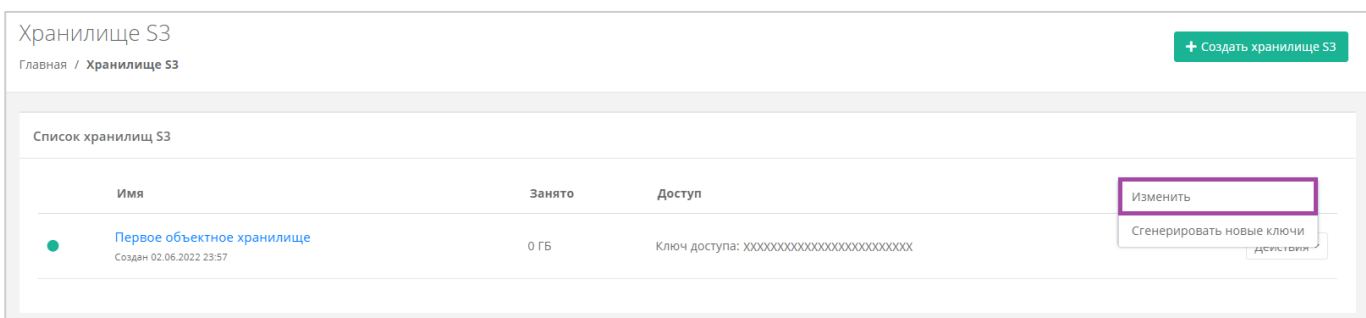 Хранилище S3
+ Создать хранилище S3
Главная / Хранилище S3
Список хранилищ S3
Имя Занято Доступ
Изменить
Первое объектное хранилище 0 ГБ Ключ доступа: XXXXXXXXXXXXXXXXXXXXXXXXX
Сгенерировать новые ключи
Создан 02.06.2022 23:57
Действия